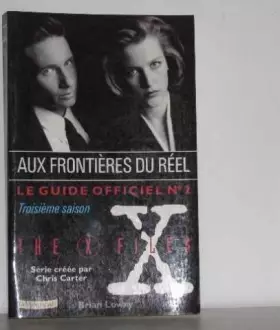 AUX FRONTIÈRES DU RÉEL
LE GUIDE OFFICIEL N°2
Troisième saison
X
THE X FILES
Série créée par
Chris Carter
Brian Lowry